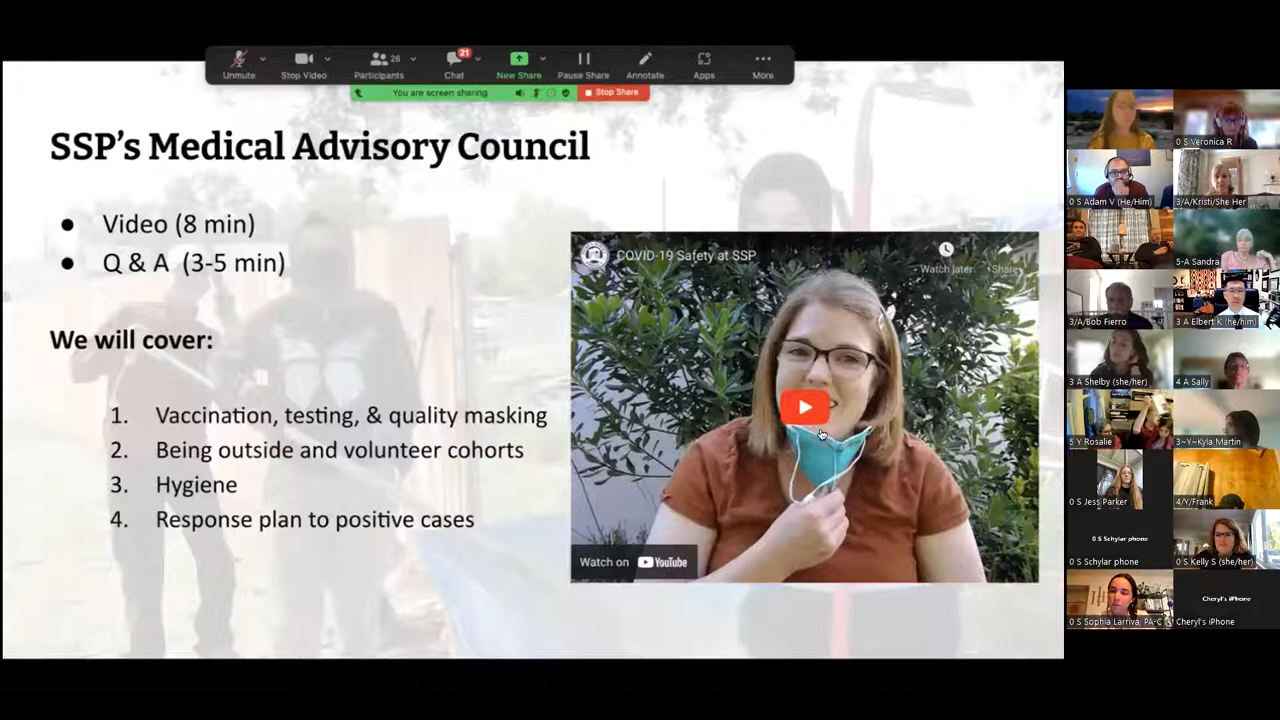 26
21
Unmute
Stop Video
Participants
Chat
New Share
Pause Share
Annotate
Apps
More
You are screen sharing
Stop Share
SSP's Medical Advisory Council
● Video (8 min)
● Q & A (3-5 min)
We will cover:
1. Vaccination, testing, & quality masking
2. Being outside and volunteer cohorts
3. Hygiene
4. Response plan to positive cases
COVID-19 Safety at SSP
Watch later
Share
Watch on YouTube
0 S Veronica R
0 S Adam V (He/Him)
3/A/Kristi/She Her
5-A Sandra
3/A/Bob Fierro
3 A Elbert K (he/him)
3 A Shelby (she/her)
4 A Sally
5 Y Rosalie
3~Y~Kyla Martin
0 S Jess Parker
4/Y/Frank
0 S Schylar phone
0 S Schylar phone
0 S Kelly S (she/her)
0 S Sophia Larriva, PA-C
Cheryl's iPhone
Cheryl's iPhone